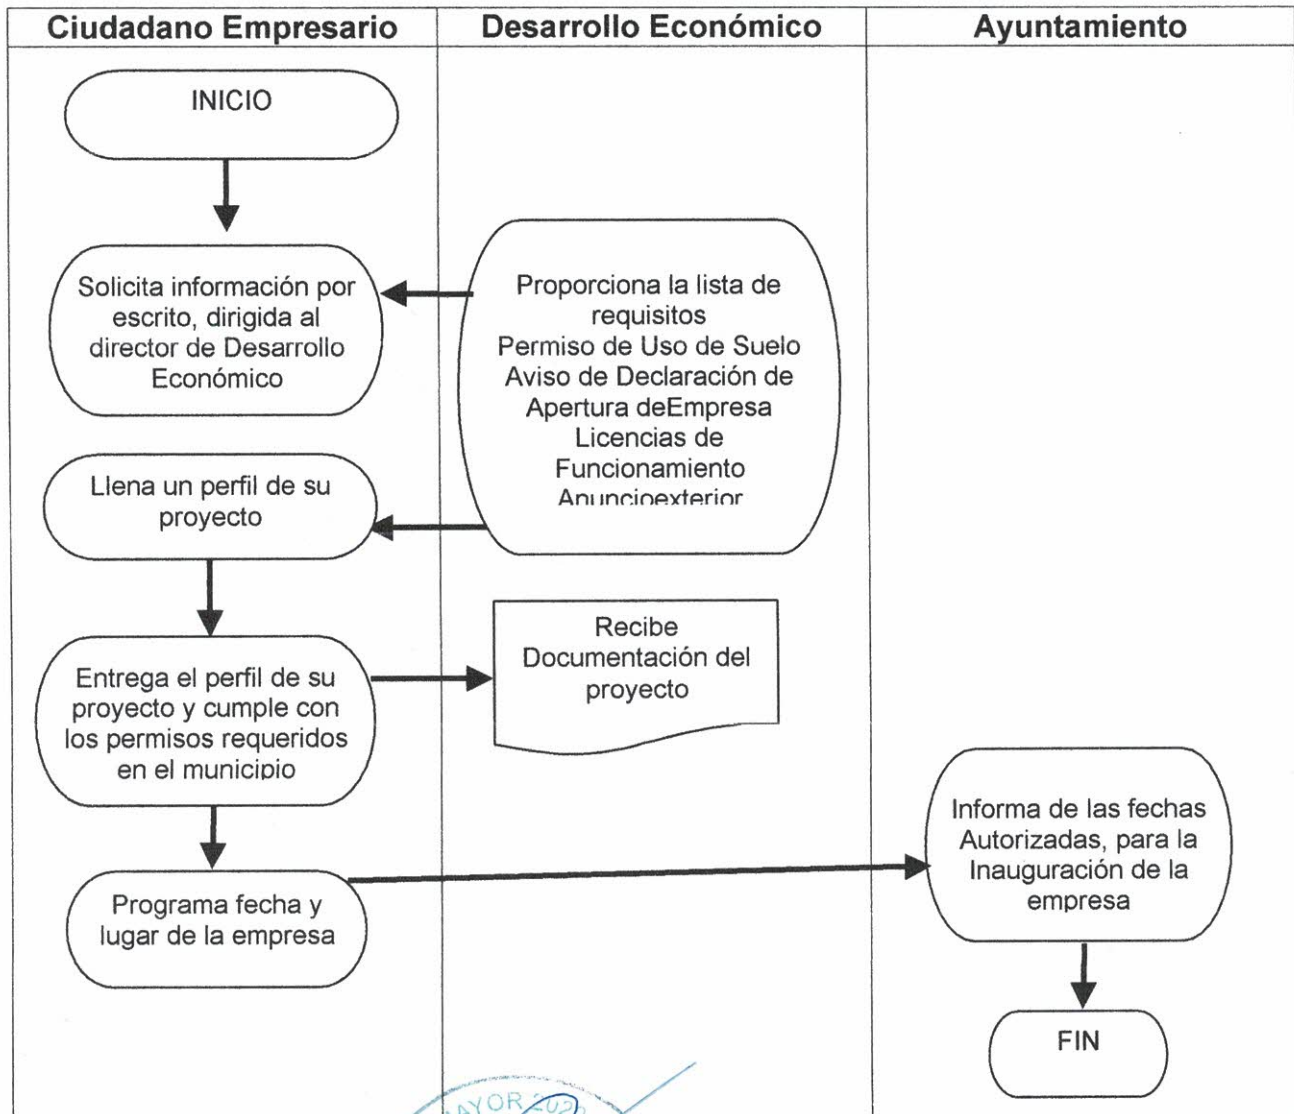 Ciudadano Empresario
Desarrollo Económico
Ayuntamiento
INICIO
Solicita información por
escrito, dirigida al
director de Desarrollo
Económico
Proporciona la lista de
requisitos
Permiso de Uso de Suelo
Aviso de Declaración de
Apertura deEmpresa
Licencias de
Funcionamiento
Anuncioexterior
Llena un perfil de su
proyecto
Entrega el perfil de su
proyecto y cumple con
los permisos requeridos
en el municipio
Recibe
Documentación del
proyecto
Programa fecha y
lugar de la empresa
Informa de las fechas
Autorizadas, para la
Inauguración de la
empresa
FIN